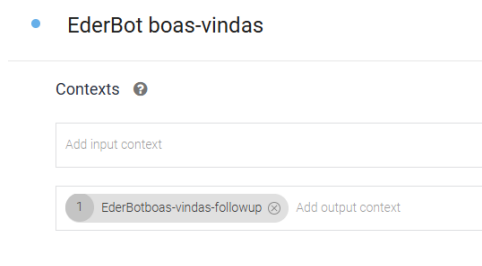 EderBot boas-vindas
Contexts ?
Add input context
1 EderBotboas-vindas-followup Add output context